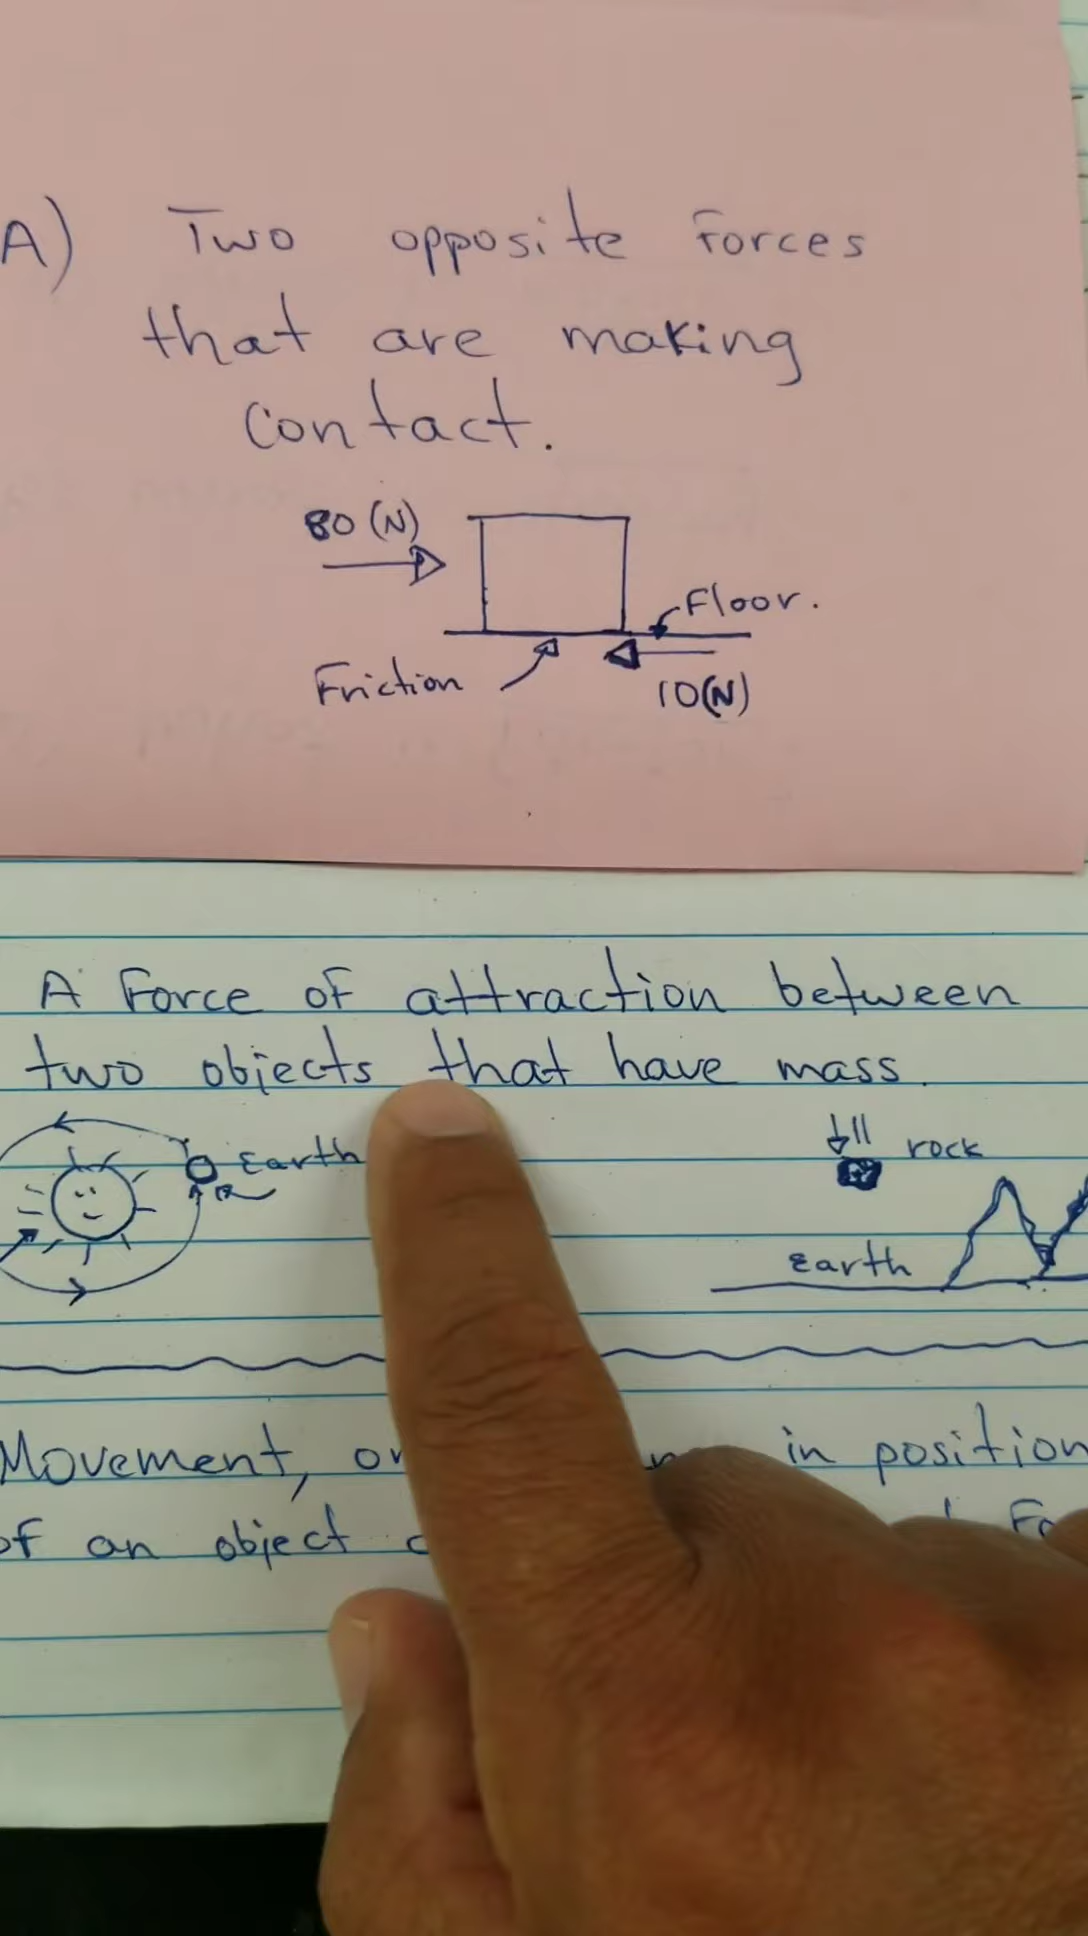 A) Two opposite Forces
that are making
contact.
80 (N)
Floor.
Friction
10(N)
A Force of attraction between
two objects that have mass.
Earth
rock
Earth
Movement, in position
of an object